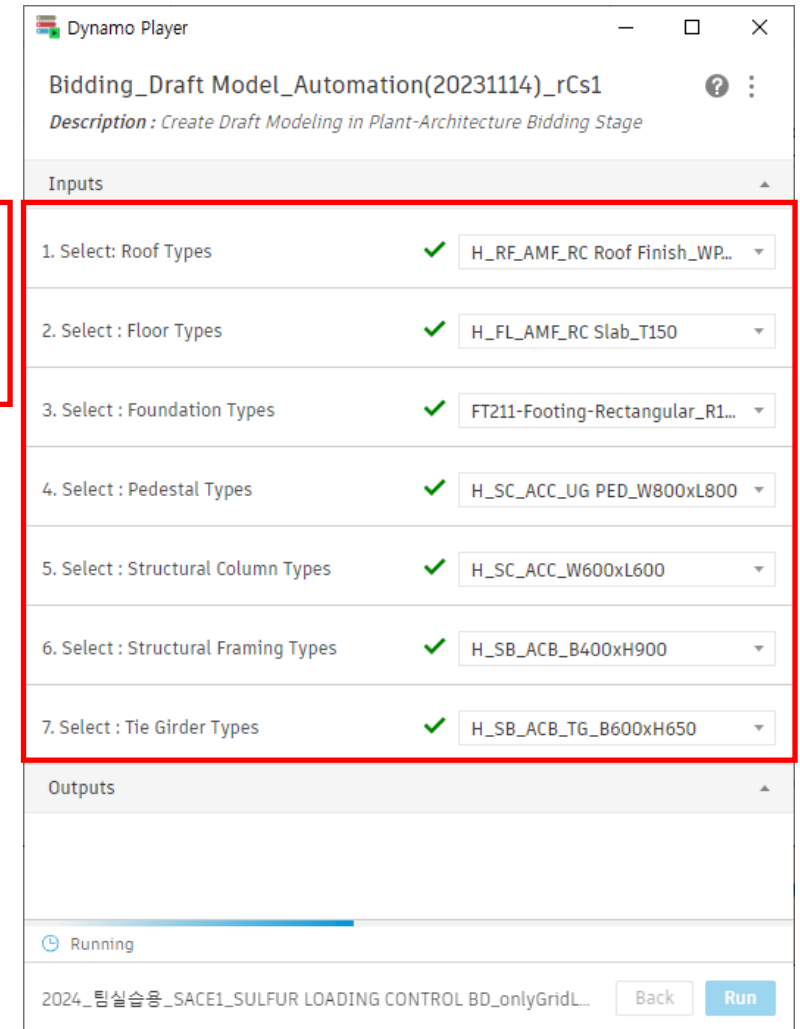 Dynamo Player
Bidding_Draft Model_Automation(20231114)_rCs1
Description : Create Draft Modeling in Plant-Architecture Bidding Stage
Inputs
1. Select: Roof Types H_RF_AMF_RC Roof Finish_WP...
2. Select : Floor Types H_FL_AMF_RC Slab_T150
3. Select : Foundation Types FT211-Footing-Rectangular_R1...
4. Select : Pedestal Types H_SC_ACC_UG PED_W800xL800
5. Select : Structural Column Types H_SC_ACC_W600xL600
6. Select : Structural Framing Types H_SB_ACB_B400xH900
7. Select : Tie Girder Types H_SB_ACB_TG_B600xH650
Outputs
Running
2024_팀실습용_SACE1_SULFUR LOADING CONTROL BD_onlyGridL... Back Run